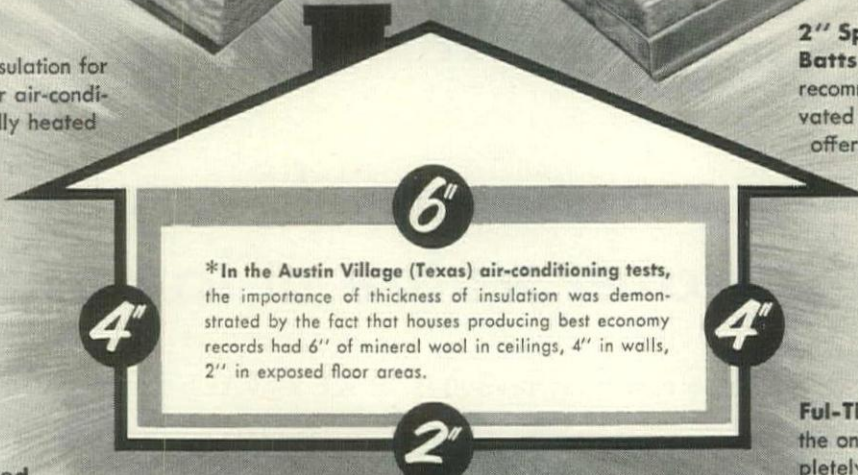 sulation for
r air-condi-
lly heated
2" Sp
Batts
recom
vated
offer
6"
*In the Austin Village (Texas) air-conditioning tests,
the importance of thickness of insulation was demon-
strated by the fact that houses producing best economy
records had 6" of mineral wool in ceilings, 4" in walls,
2" in exposed floor areas.
4"
4"
2"
Ful-Th
the on
pletely